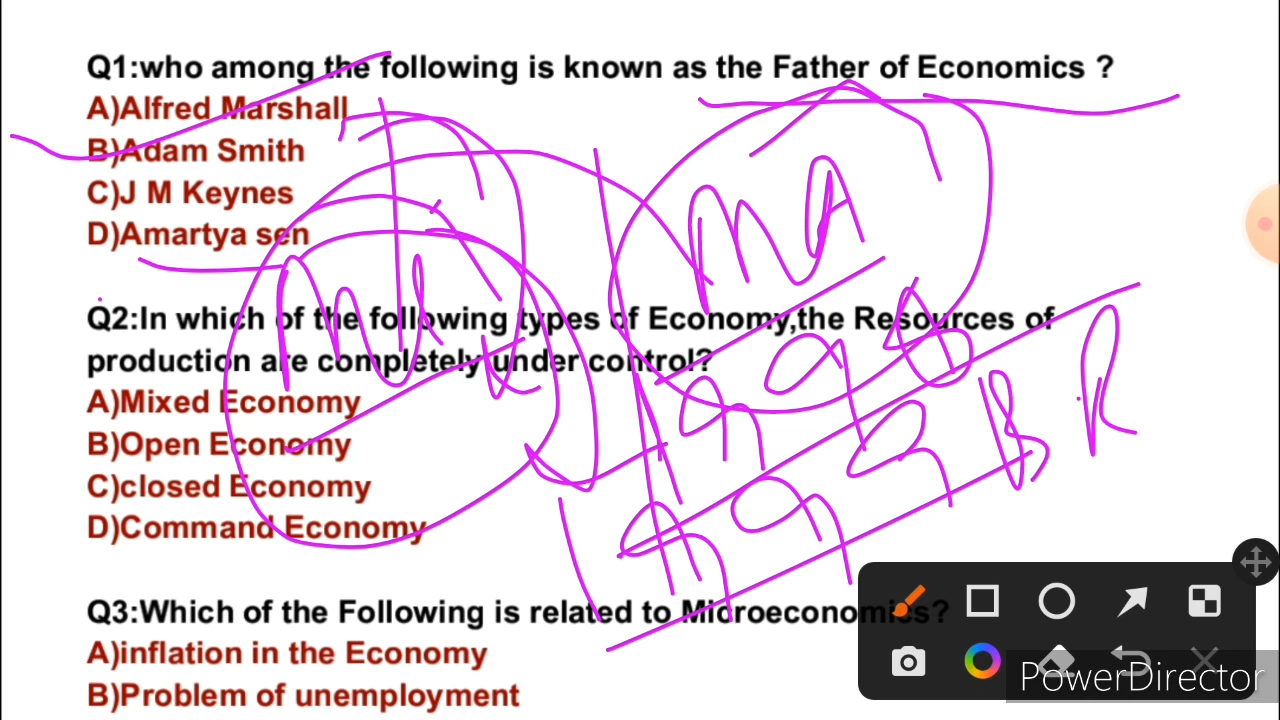 Q1:who among the following is known as the Father of Economics ?
A)Alfred Marshall
B)Adam Smith
C)J M Keynes
D)Amartya sen
Q2:In which of the following types of Economy,the Resources of
production are completely under control?
A)Mixed Economy
B)Open Economy
C)closed Economy
D)Command Economy
Q3:Which of the Following is related to Microeconomics?
A)inflation in the Economy
B)Problem of unemployment
PowerDirector